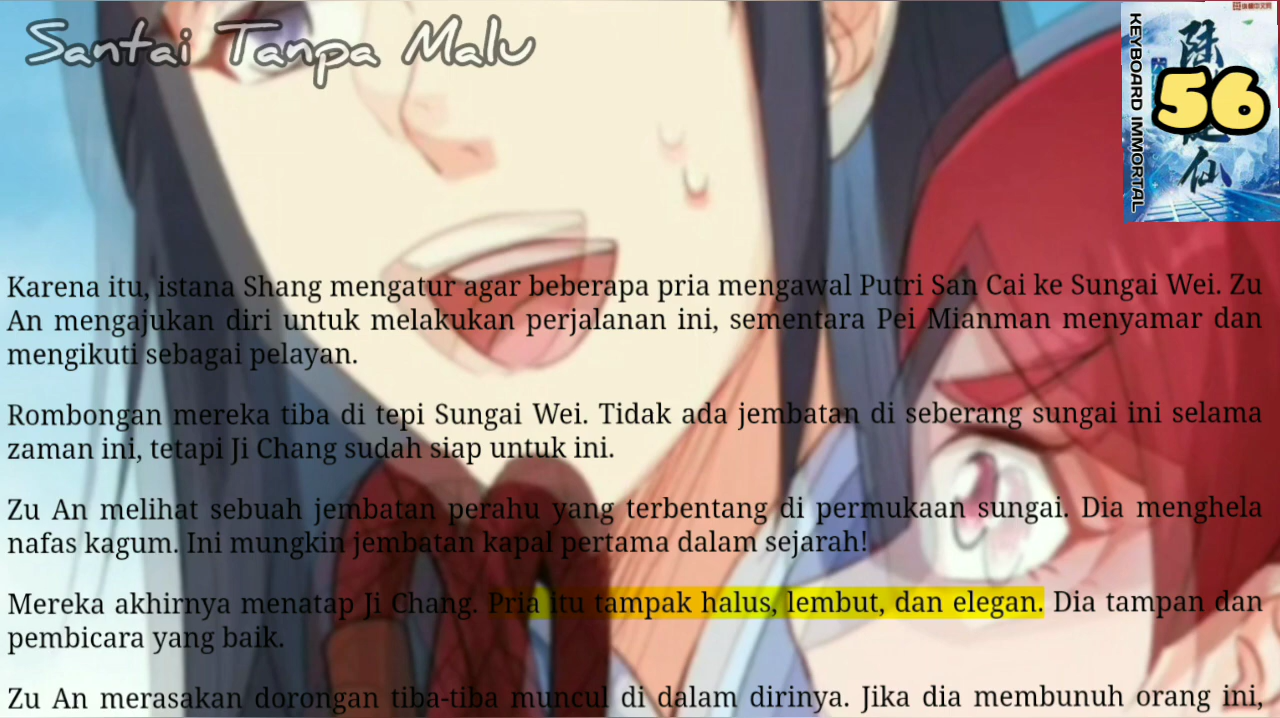 Santai Tanpa Malu
KEYBOARD IMMORTAL
56
Karena itu, istana Shang mengatur agar beberapa pria mengawal Putri San Cai ke Sungai Wei. Zu
An mengajukan diri untuk melakukan perjalanan ini, sementara Pei Mianman menyamar dan
mengikuti sebagai pelayan.
Rombongan mereka tiba di tepi Sungai Wei. Tidak ada jembatan di seberang sungai ini selama
zaman ini, tetapi Ji Chang sudah siap untuk ini.
Zu An melihat sebuah jembatan perahu yang terbentang di permukaan sungai. Dia menghela
nafas kagum. Ini mungkin jembatan kapal pertama dalam sejarah!
Mereka akhirnya menatap Ji Chang. Pria itu tampak halus, lembut, dan elegan. Dia tampan dan
pembicara yang baik.
Zu An merasakan dorongan tiba-tiba muncul di dalam dirinya. Jika dia membunuh orang ini,